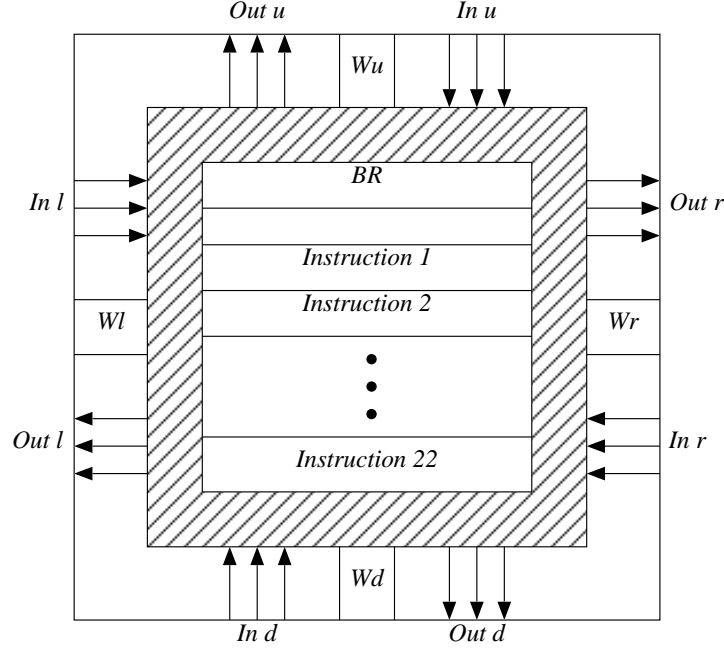 Out u
In u
Wu
BR
In l
Out r
Instruction 1
Instruction 2
Wl
Wr
Out l
In r
Instruction 22
Wd
In d
Out d